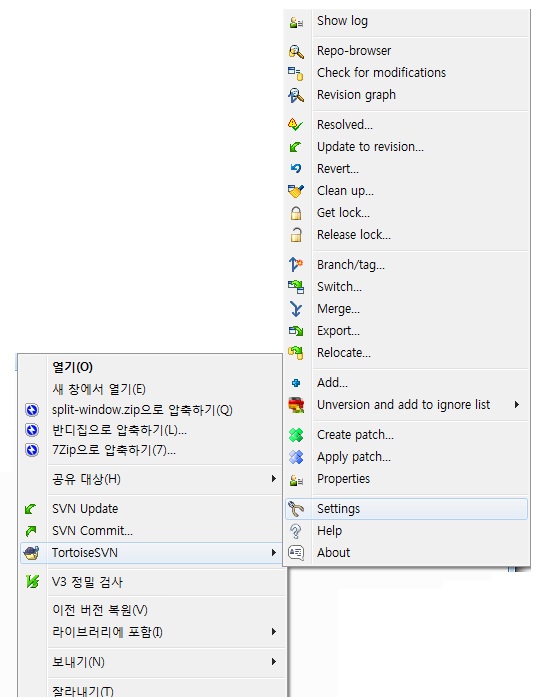 Show log
Repo-browser
Check for modifications
Revision graph
Resolved...
Update to revision...
Revert...
Clean up...
Get lock...
Release lock...
Branch/tag...
Switch...
Merge...
Export...
Relocate...
Add...
Unversion and add to ignore list
Create patch...
Apply patch...
Properties
Settings
Help
About
열기(O)
새 창에서 열기(E)
split-window.zip으로 압축하기(Q)
반디집으로 압축하기(L)...
7Zip으로 압축하기(7)...
공유 대상(H)
SVN Update
SVN Commit...
TortoiseSVN
V3 정밀 검사
이전 버전 복원(V)
라이브러리에 포함(I)
보내기(N)
잘라내기(T)